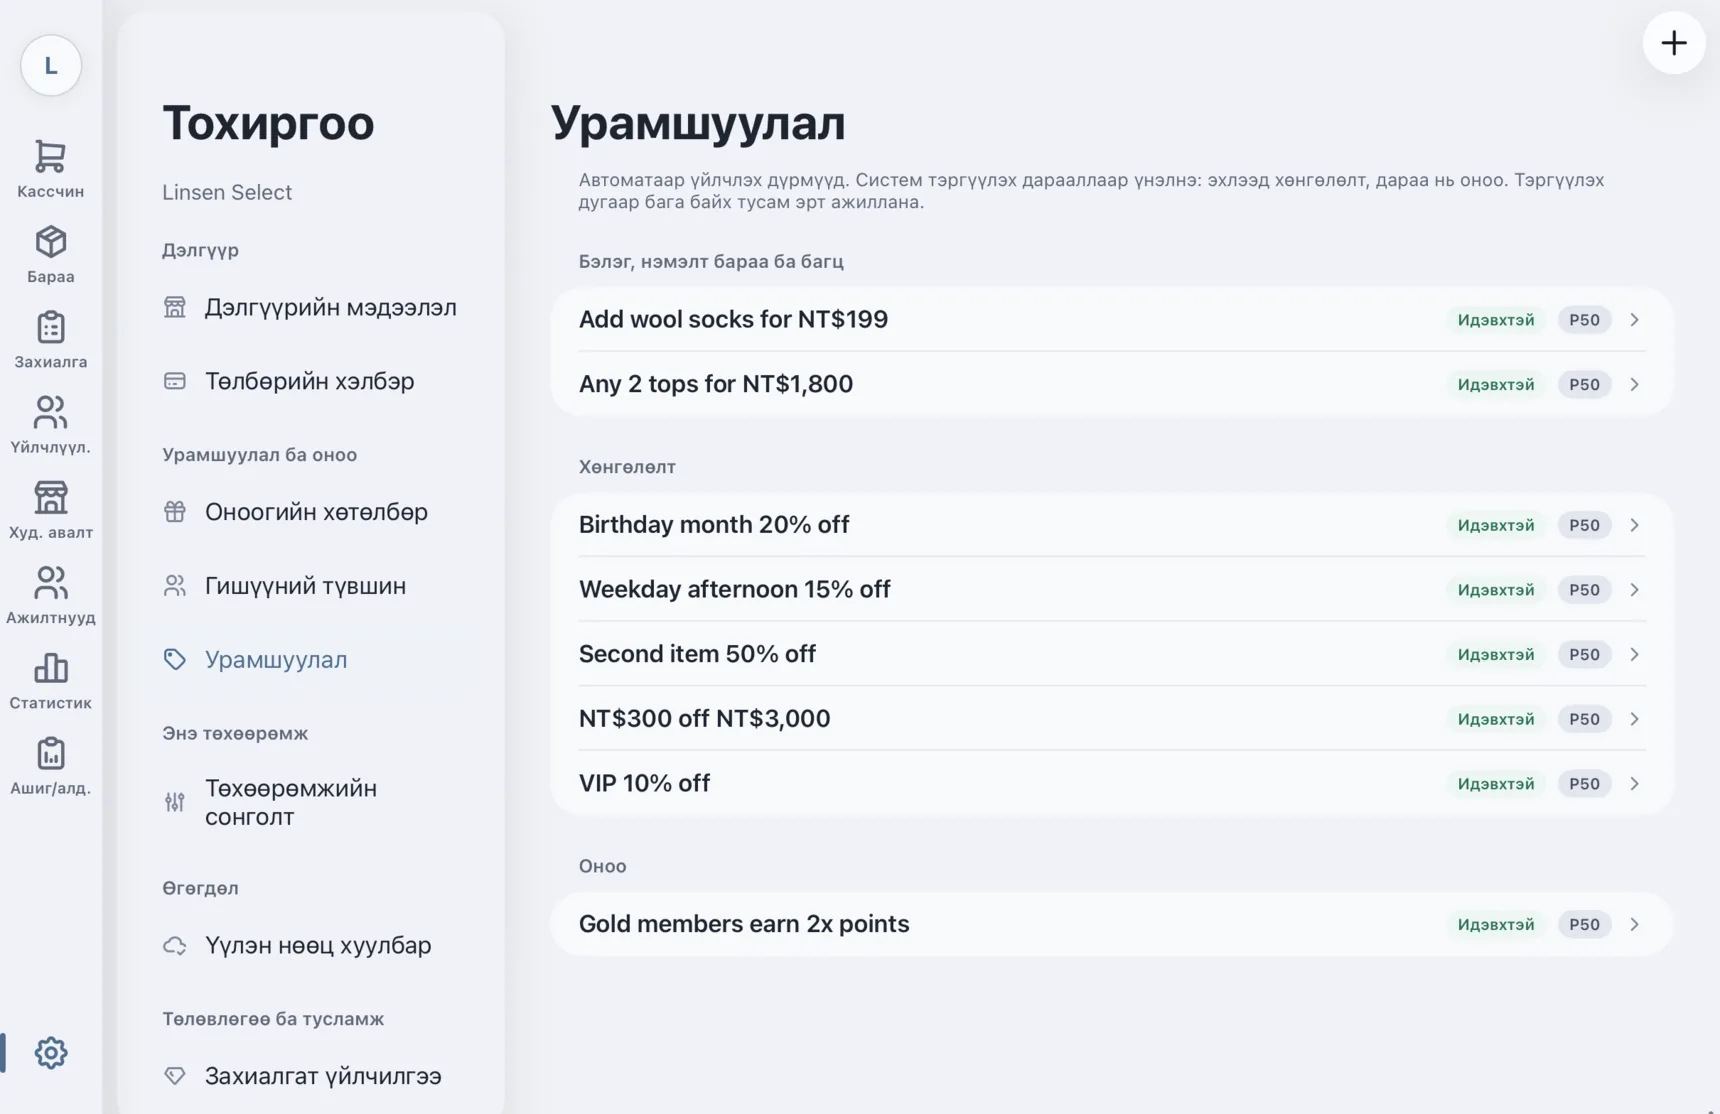 L
Кассчин
Бараа
Захиалга
Үйлчлүүл.
Худ. авалт
Ажилтнууд
Статистик
Ашиг/алд.
Тохиргоо
Linsen Select
Дэлгүүр
Дэлгүүрийн мэдээлэл
Төлбөрийн хэлбэр
Урамшуулал ба оноо
Оноогийн хөтөлбөр
Гишүүний түвшин
Урамшуулал
Энэ төхөөрөмж
Төхөөрөмжийн
сонголт
Өгөгдөл
Үүлэн нөөц хуулбар
Төлөвлөгөө ба тусламж
Захиалгат үйлчилгээ
Урамшуулал
Автоматаар үйлчлэх дүрмүүд. Систем тэргүүлэх дарааллаар үнэлнэ: эхлээд хөнгөлөлт, дараа нь оноо. Тэргүүлэх
дугаар бага байх тусам эрт ажиллана.
Бэлэг, нэмэлт бараа ба багц
Add wool socks for NT$199 Идэвхтэй P50
Any 2 tops for NT$1,800 Идэвхтэй P50
Хөнгөлөлт
Birthday month 20% off Идэвхтэй P50
Weekday afternoon 15% off Идэвхтэй P50
Second item 50% off Идэвхтэй P50
NT$300 off NT$3,000 Идэвхтэй P50
VIP 10% off Идэвхтэй P50
Оноо
Gold members earn 2x points Идэвхтэй P50